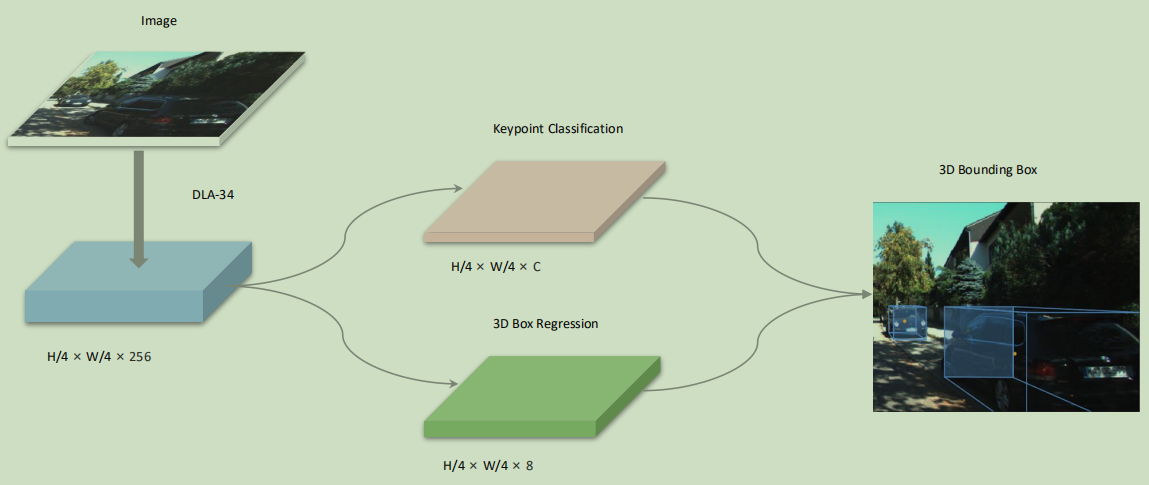 Image
DLA-34
H/4 × W/4 × 256
Keypoint Classification
H/4 × W/4 × C
3D Box Regression
H/4 × W/4 × 8
3D Bounding Box